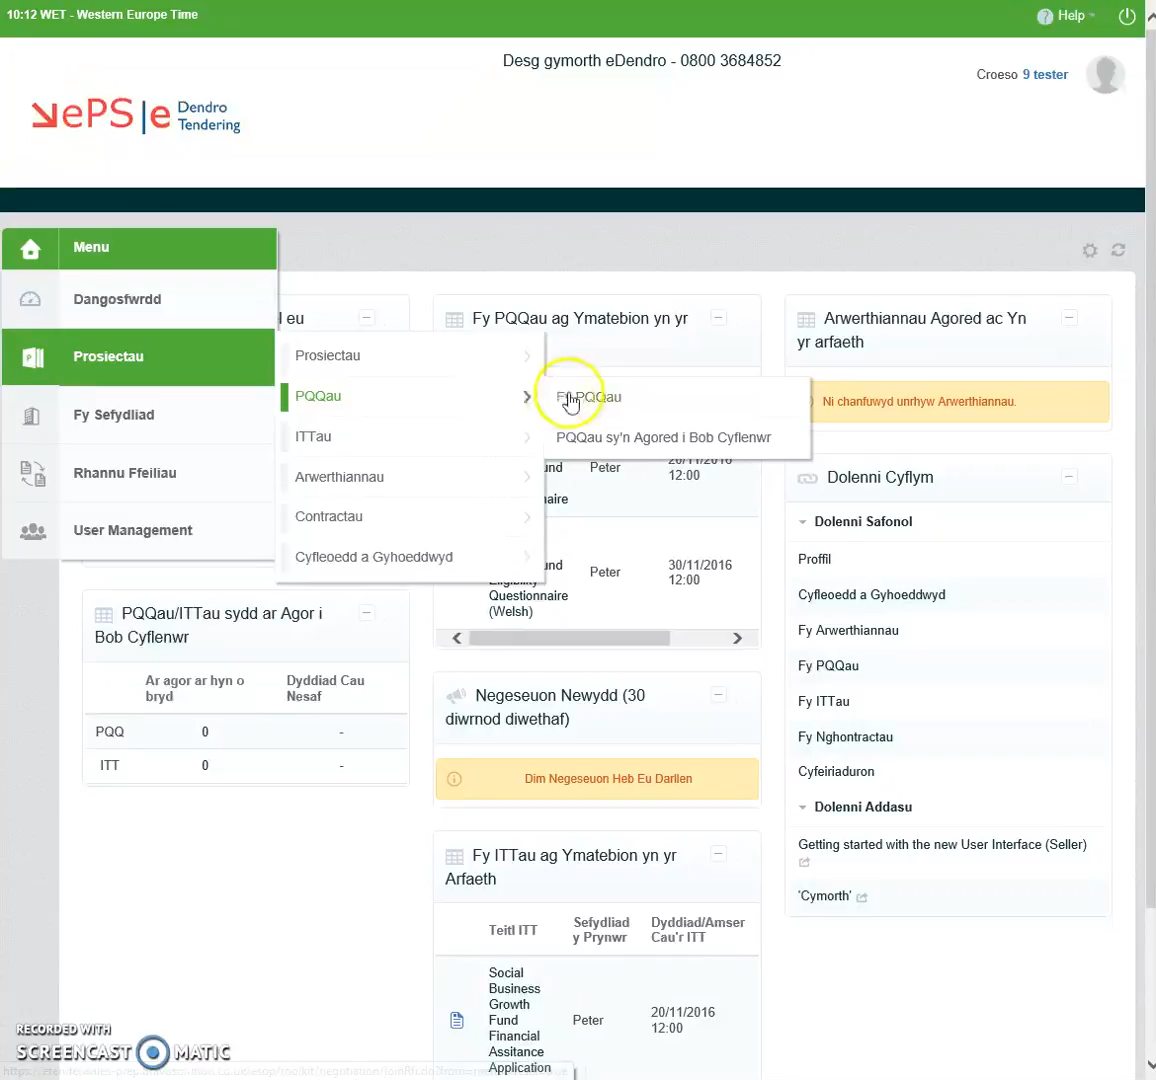 10:12 WET - Western Europe Time
Help
Desg gymorth eDendro - 0800 3684852
Croeso 9 tester
ePS|e Dendro
Tendering
Menu
Dangosfwrdd
Prosiectau
Fy Sefydliad
Rhannu Ffeiliau
User Management
eu
Prosiectau
PQQau
ITTau
Arwerthiannau
Contractau
Cyfleoedd a Gyhoeddwyd
Fy PQQau
PQQau sy'n Agored i Bob Cyflenwr
PQQau/ITTau sydd ar Agor i
Bob Cyflenwr
Ar agor ar hyn o
bryd
Dyddiad Cau
Nesaf
PQQ 0 -
ITT 0 -
Fy PQQau ag Ymatebion yn yr
Peter
12:00
Peter
30/11/2016
12:00
Questionnaire
(Welsh)
Negeseuon Newydd (30
diwrnod diwethaf)
Dim Negeseuon Heb Eu Darllen
Fy ITTau ag Ymatebion yn yr
Arfaeth
Teitl ITT
Sefydliad
y Prynwr
Dyddiad/Amser
Cau'r ITT
Social
Business
Growth
Fund
Financial
Assitance
Application
Peter
20/11/2016
12:00
Arwerthiannau Agored ac Yn
yr arfaeth
Ni chanfuwyd unrhyw Arwerthiannau.
Dolenni Cyflym
Dolenni Safonol
Proffil
Cyfleoedd a Gyhoeddwyd
Fy Arwerthiannau
Fy PQQau
Fy ITTau
Fy Nghontractau
Cyfeiriaduron
Dolenni Addasu
Getting started with the new User Interface (Seller)
'Cymorth'
RECORDED WITH
SCREENCAST MATIC